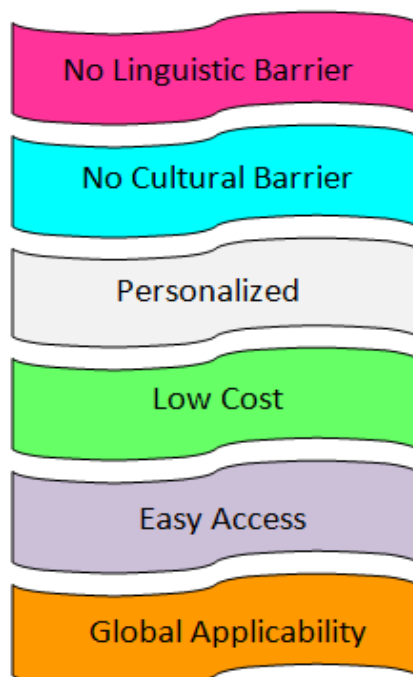 No Linguistic Barrier
No Cultural Barrier
Personalized
Low Cost
Easy Access
Global Applicability